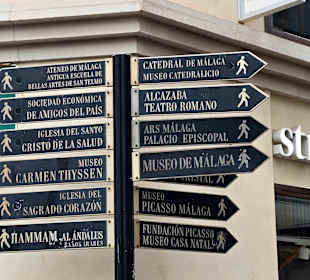 ATENEO DE MÁLAGA
ANTIGUA ESCUELA DE
BELLAS ARTES DE SAN TELMO
SOCIEDAD ECONÓMICA
DE AMIGOS DEL PAÍS
IGLESIA DEL SANTO
CRISTO DE LA SALUD
MUSEO
CARMEN THYSSEN
IGLESIA DEL
SAGRADO CORAZÓN
HAMMAM AL ÁNDALUS
BAÑOS ÁRABES
CATEDRAL DE MÁLAGA
MUSEO CATEDRALICIO
ALCAZABA
TEATRO ROMANO
ARS MÁLAGA
PALACIO EPISCOPAL
MUSEO DE MÁLAGA
MUSEO
PICASSO MÁLAGA
FUNDACIÓN PICASSO
MUSEO CASA NATAL